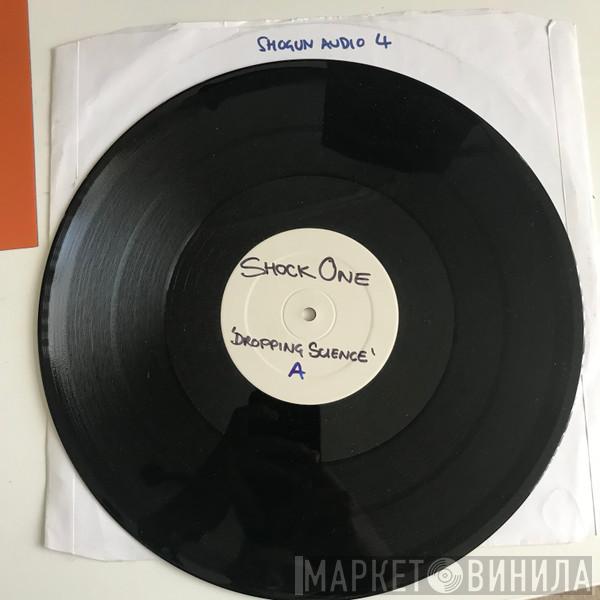 SHOGUN AUDIO 4
SHOCK ONE
'DROPPING SCIENCE'
A
МАРКЕТ ВИНИЛА